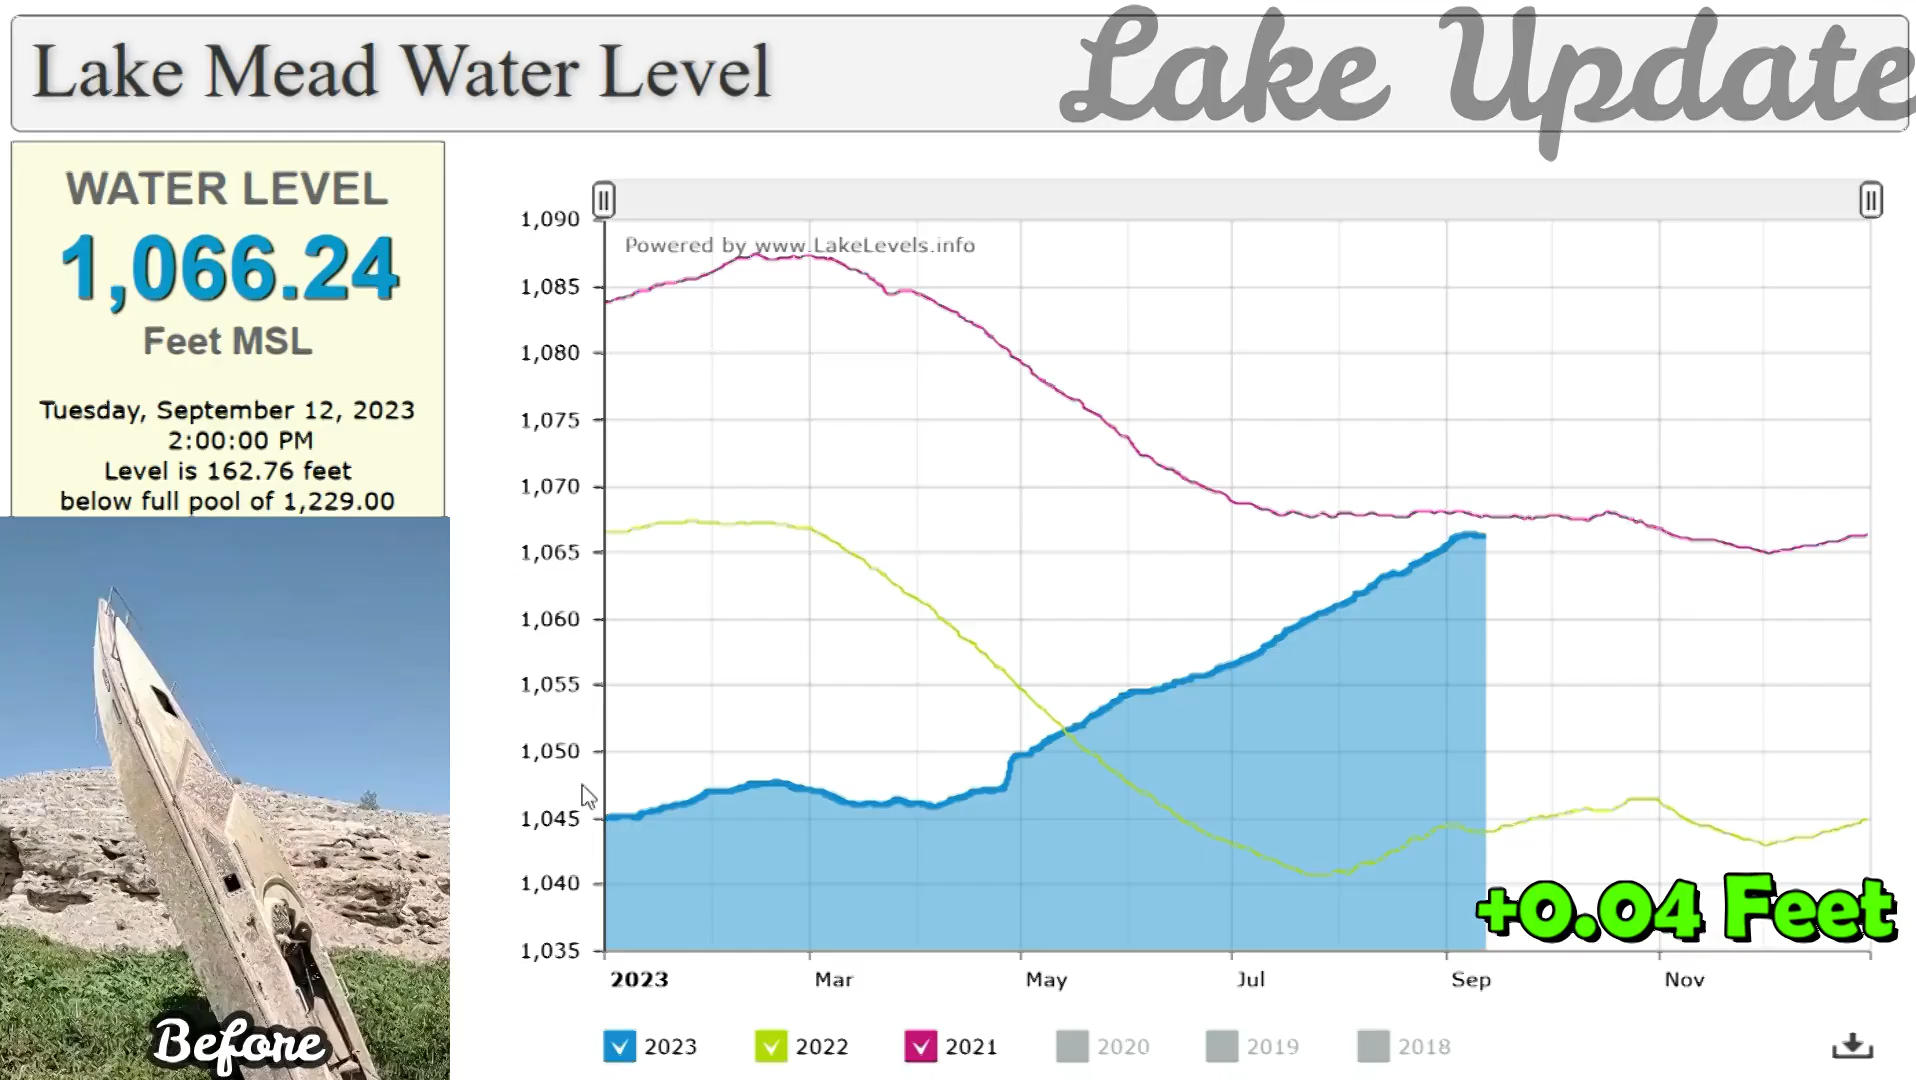 Lake Mead Water Level
Lake Update
WATER LEVEL
1,066.24
Feet MSL
Tuesday, September 12, 2023
2:00:00 PM
Level is 162.76 feet
below full pool of 1,229.00
Before
Powered by www.LakeLevels.info
1,090
1,085
1,080
1,075
1,070
1,065
1,060
1,055
1,050
1,045
1,040
1,035
2023 Mar May Jul Sep Nov
+0.04 Feet
2023 2022 2021 2020 2019 2018